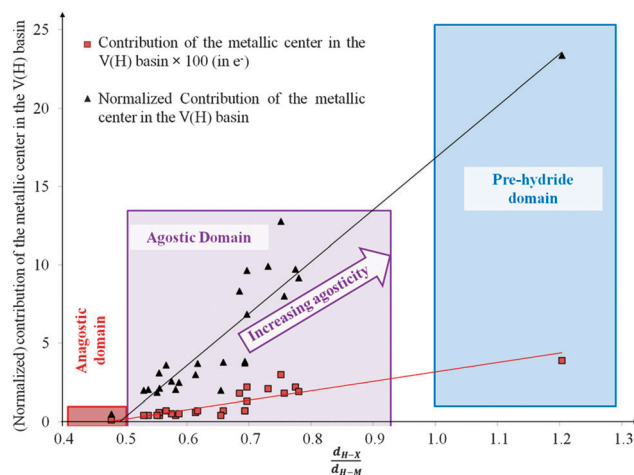 (Normalized) contribution of the metallic center in the V(H) basin
25
20
15
10
5
0
Contribution of the metallic center in the
V(H) basin × 100 (in e-)
Normalized Contribution of the metallic
center in the V(H) basin
Pre-hydride
domain
Agostic Domain
Increasing agosticity
Anagostic
domain
0.4 0.5 0.6 0.7 0.8 0.9 1.0 1.1 1.2 1.3
d_{H-X}
d_{H-M}